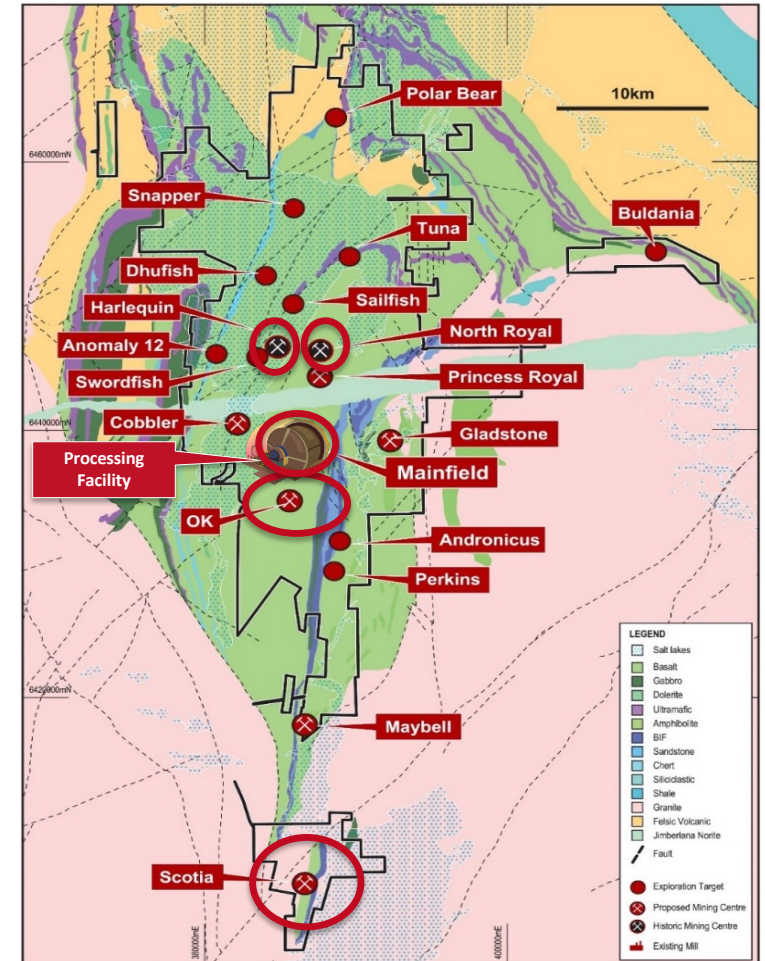 Polar Bear
10km
6460000mN
Snapper
Buldania
Tuna
Dhufish
Sailfish
Harlequin
North Royal
Anomaly 12
Swordfish
Princess Royal
Cobbler
6440000mN
Gladstone
Processing
Facility
Mainfield
OK
Andronicus
Perkins
6420000mN
Maybell
Scotia
380000mE
400000mE
LEGEND
Salt lakes
Basalt
Gabbro
Dolerite
Ultramafic
Amphibolite
BIF
Sandstone
Chert
Siliciclastic
Shale
Granite
Felsic Volcanic
Jimberlana Norite
Fault
Exploration Target
Proposed Mining Centre
Historic Mining Centre
Existing Mill